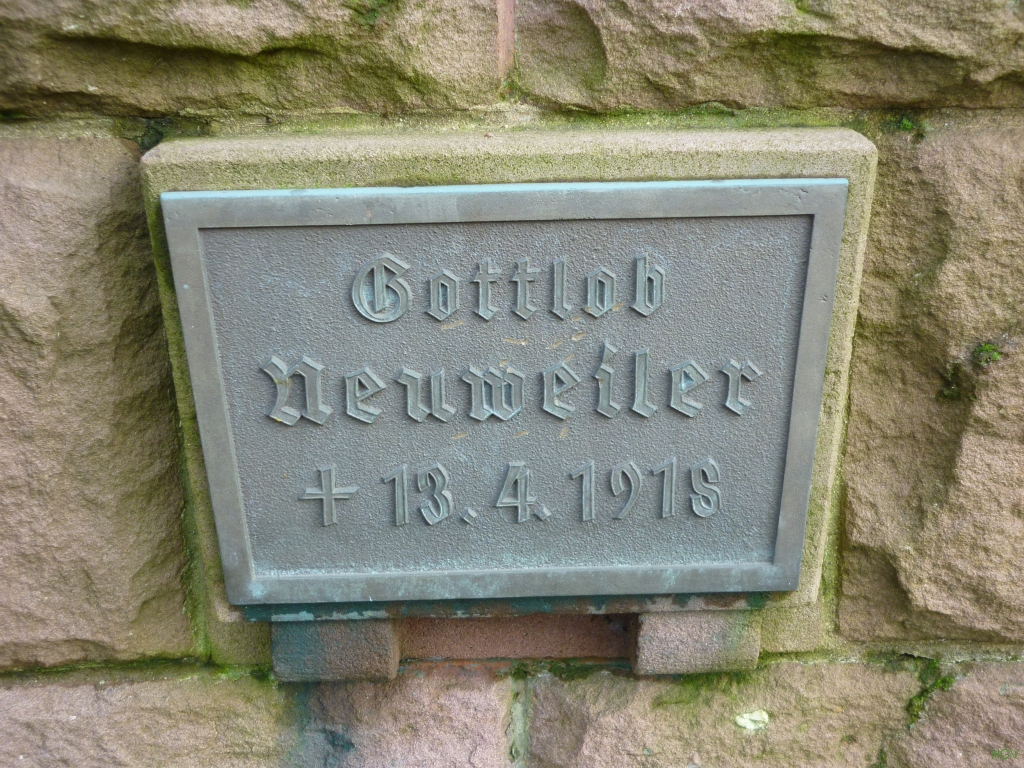 Gottlob
Neuweiler
† 13. 4. 1918